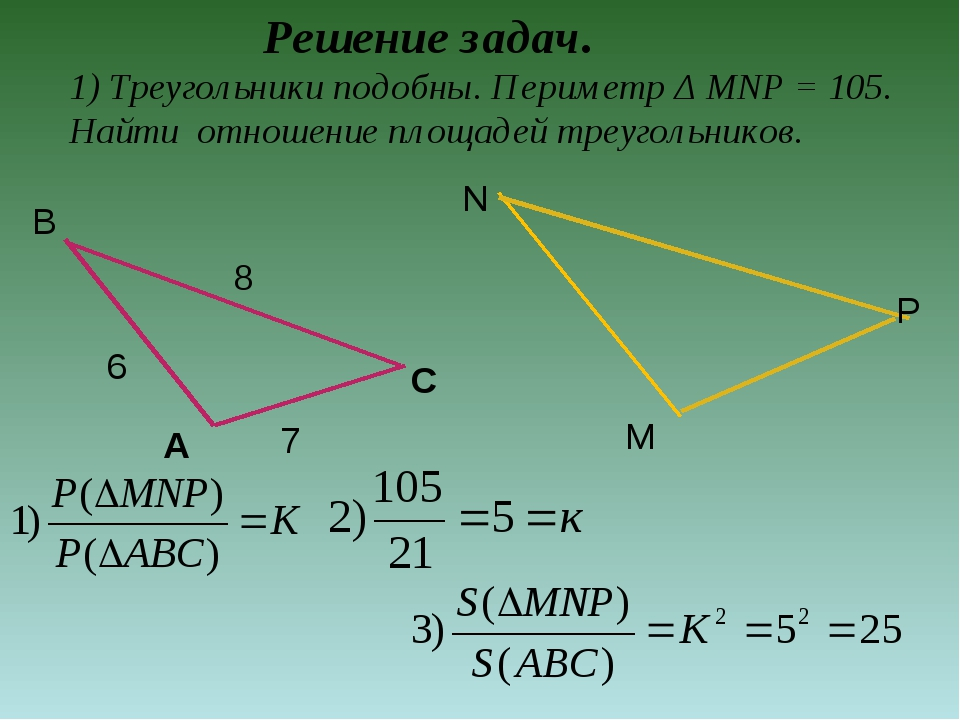 Решение задач.
1) Треугольники подобны. Периметр Δ MNP = 105.
Найти отношение площадей треугольников.
N
B
8
P
6
C
M
A
7
1) P(ΔMNP) / P(ΔABC) = K
2) 105 / 21 = 5 = к
3) S(ΔMNP) / S(ABC) = K² = 5² = 25